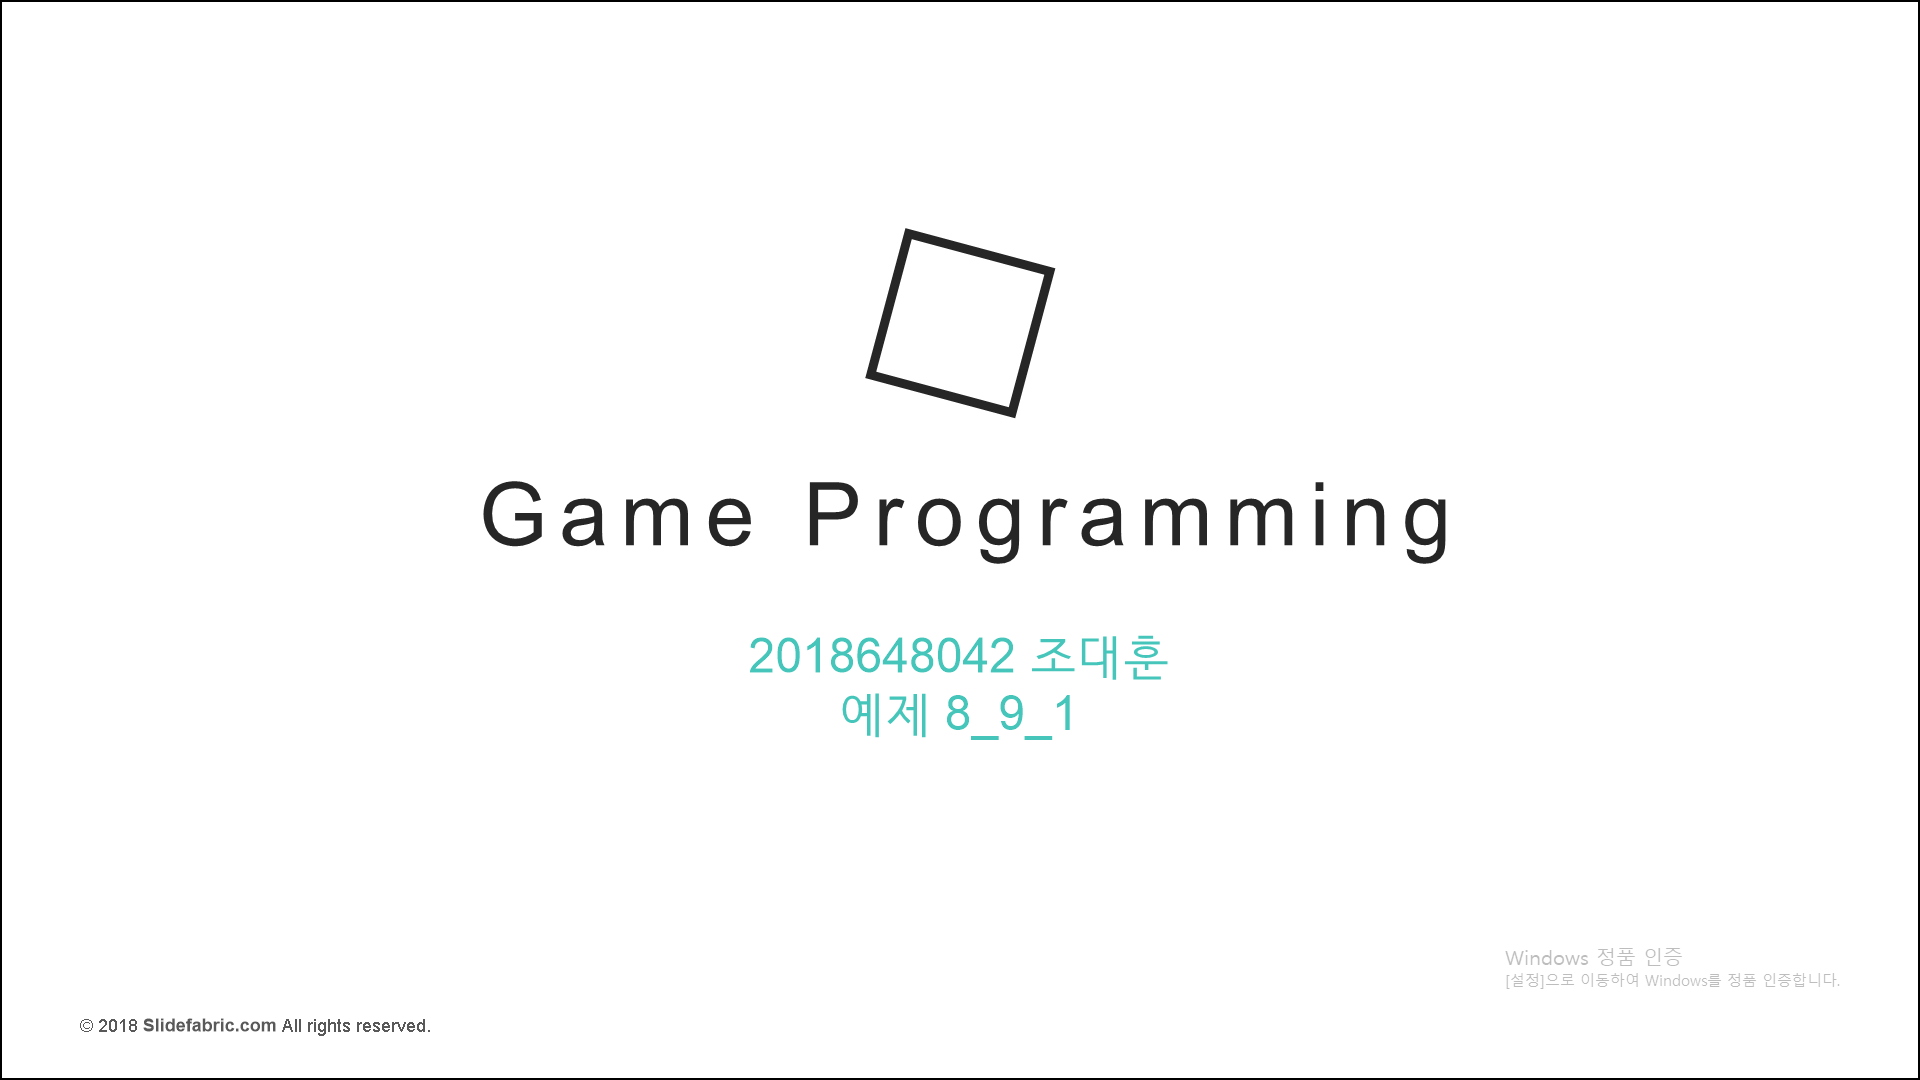 Game Programming
2018648042 조대훈
예제 8_9_1
Windows 정품 인증
[설정]으로 이동하여 Windows를 정품 인증합니다.
© 2018 Slidefabric.com All rights reserved.